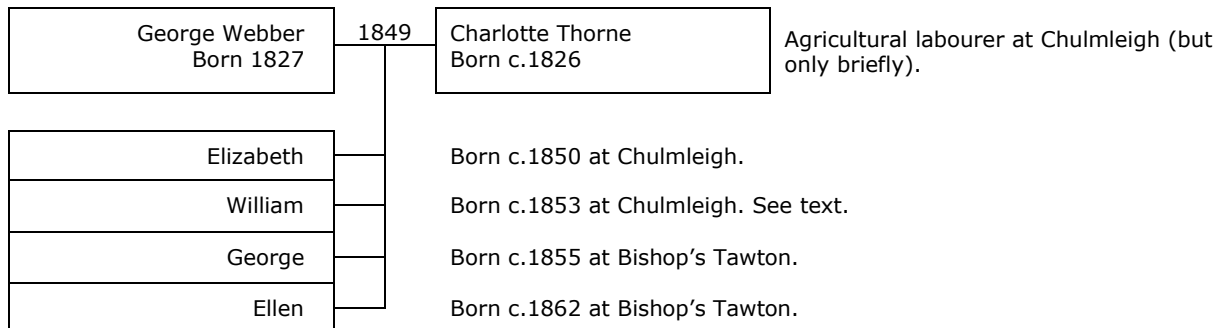 George Webber
Born 1827
1849
Charlotte Thorne
Born c.1826
Agricultural labourer at Chulmleigh (but
only briefly).
Elizabeth
Born c.1850 at Chulmleigh.
William
Born c.1853 at Chulmleigh. See text.
George
Born c.1855 at Bishop’s Tawton.
Ellen
Born c.1862 at Bishop’s Tawton.